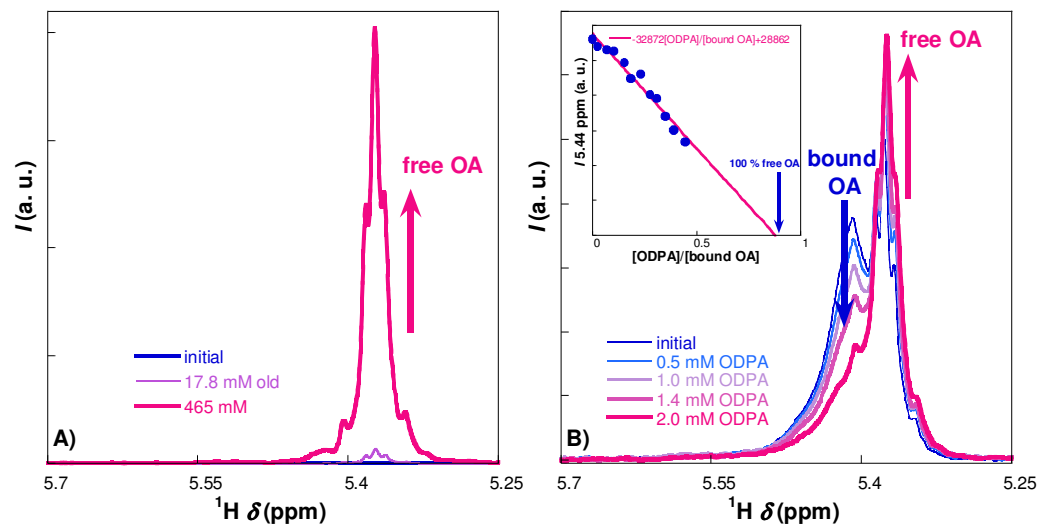 I (a. u.)
free OA
initial
17.8 mM old
465 mM
A)
5.7
5.55
5.4
5.25
¹H δ (ppm)
I (a. u.)
-32872[ODPA]/[bound OA]+28862
I 5.44 ppm (a. u.)
100 % free OA
0
0.5
1
[ODPA]/[bound OA]
free OA
bound
OA
initial
0.5 mM ODPA
1.0 mM ODPA
1.4 mM ODPA
2.0 mM ODPA
B)
5.7
5.55
5.4
5.25
¹H δ (ppm)